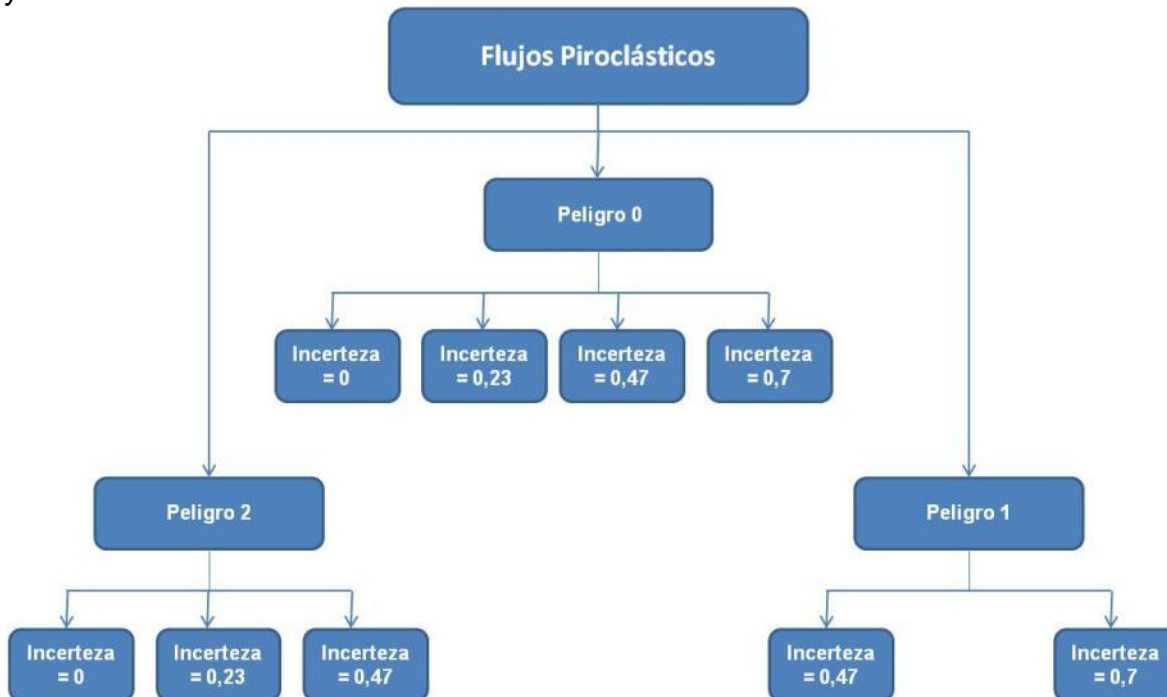 y
Flujos Piroclásticos
Peligro 0
Incerteza
= 0
Incerteza
= 0,23
Incerteza
= 0,47
Incerteza
= 0,7
Peligro 2
Peligro 1
Incerteza
= 0
Incerteza
= 0,23
Incerteza
= 0,47
Incerteza
= 0,47
Incerteza
= 0,7